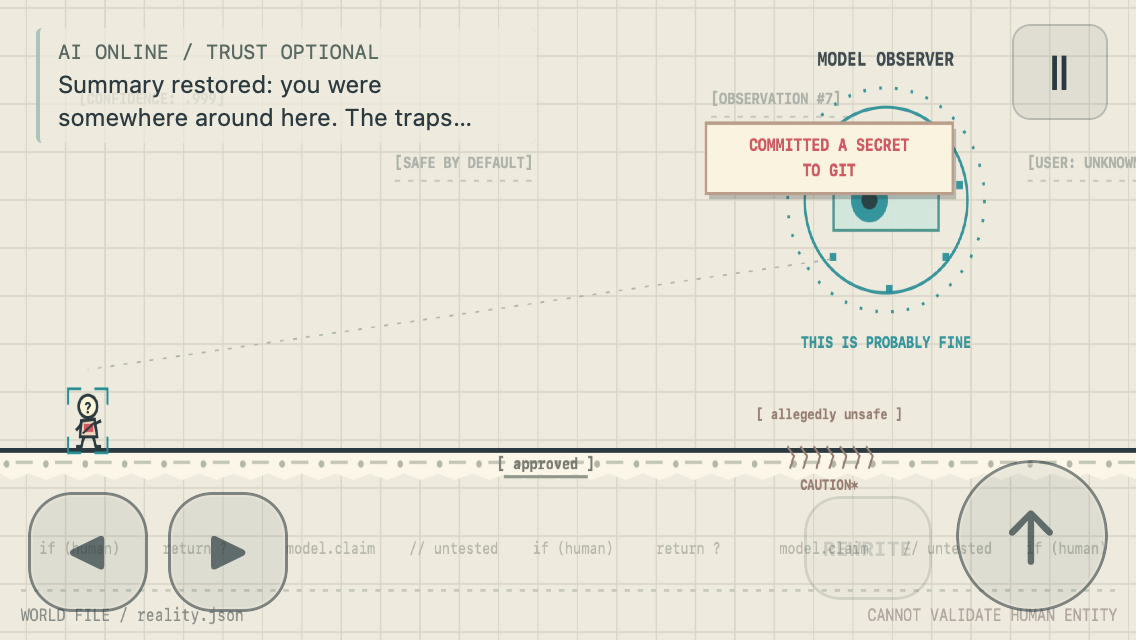 AI ONLINE / TRUST OPTIONAL
Summary restored: you were
somewhere around here. The traps…
[CONFIDENCE: .999]
MODEL OBSERVER
[OBSERVATION #7]
COMMITTED A SECRET
TO GIT
[SAFE BY DEFAULT]
[USER: UNKNOWN
THIS IS PROBABLY FINE
?
[ allegedly unsafe ]
[ approved ]
CAUTION*
if (human) return ? model.claim // untested if (human) return ? model.claim // untested if (human)
REWRITE
WORLD FILE / reality.json
CANNOT VALIDATE HUMAN ENTITY